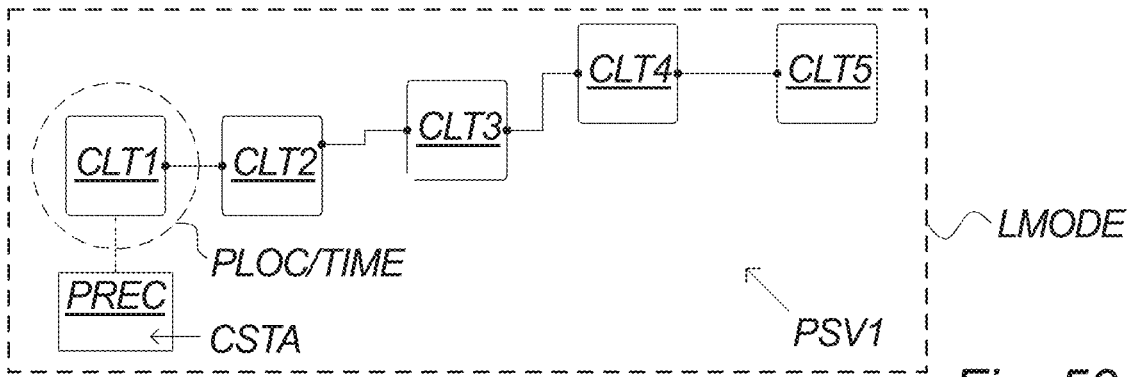 CLT4 CLT5
CLT3
CLT1 CLT2
LMODE
PLOC/TIME
PREC
CSTA
PSV1